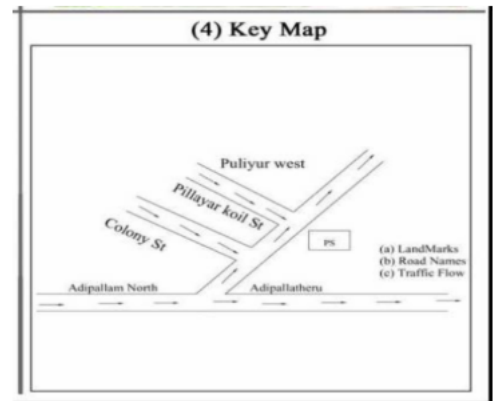 (4) Key Map
Puliyur west
Pillayar koil St
Colony St
PS
(a) LandMarks
(b) Road Names
(c) Traffic Flow
Adipallam North
Adipallatheru